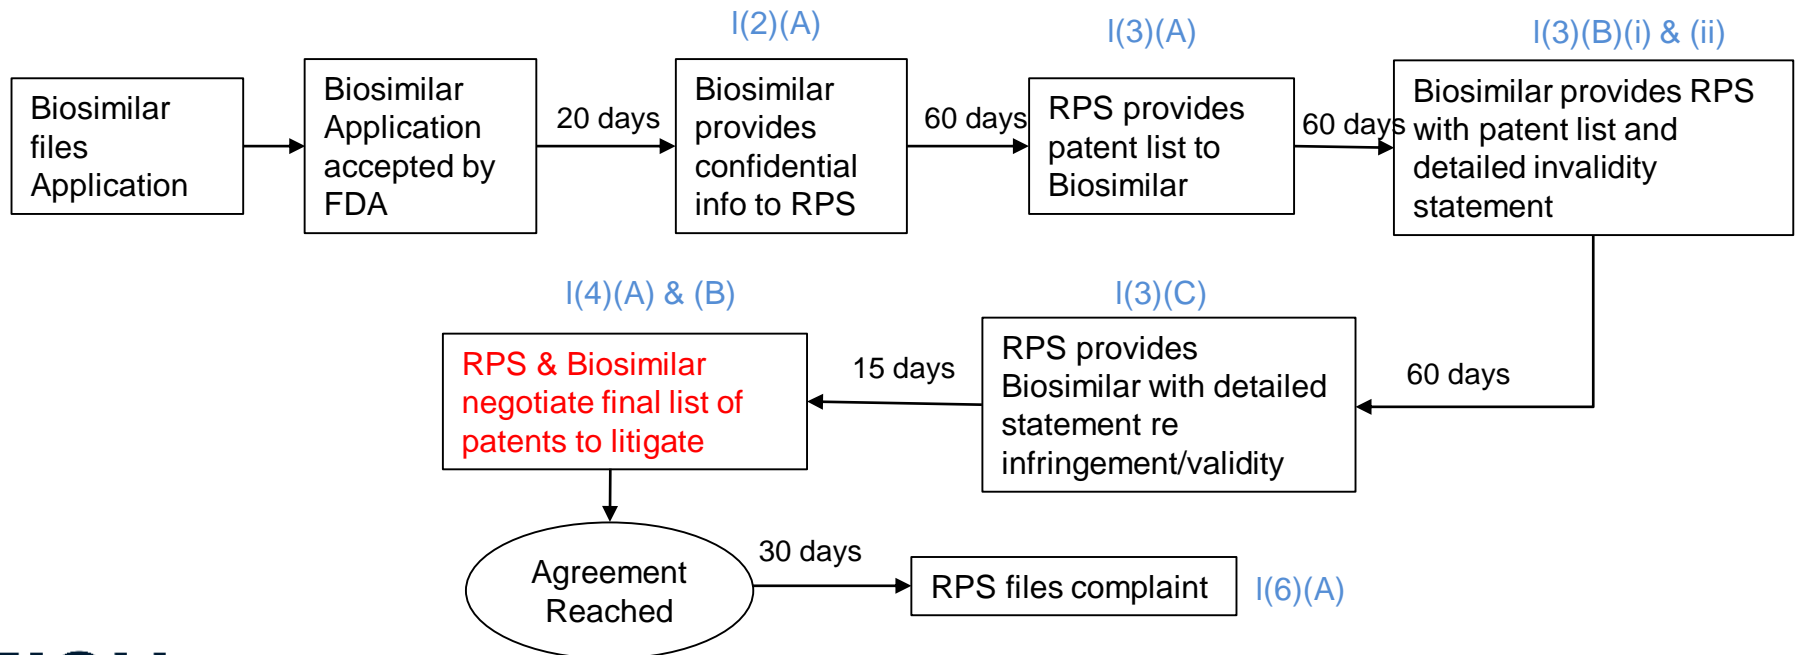 l(2)(A)
l(3)(A)
l(3)(B)(i) & (ii)
Biosimilar
files
Application
Biosimilar
Application
accepted by
FDA
20 days
Biosimilar
provides
confidential
info to RPS
60 days
RPS provides
patent list to
Biosimilar
60 days
Biosimilar provides RPS
with patent list and
detailed invalidity
statement
l(4)(A) & (B)
l(3)(C)
RPS & Biosimilar
negotiate final list of
patents to litigate
15 days
RPS provides
Biosimilar with detailed
statement re
infringement/validity
60 days
Agreement
Reached
30 days
RPS files complaint
l(6)(A)